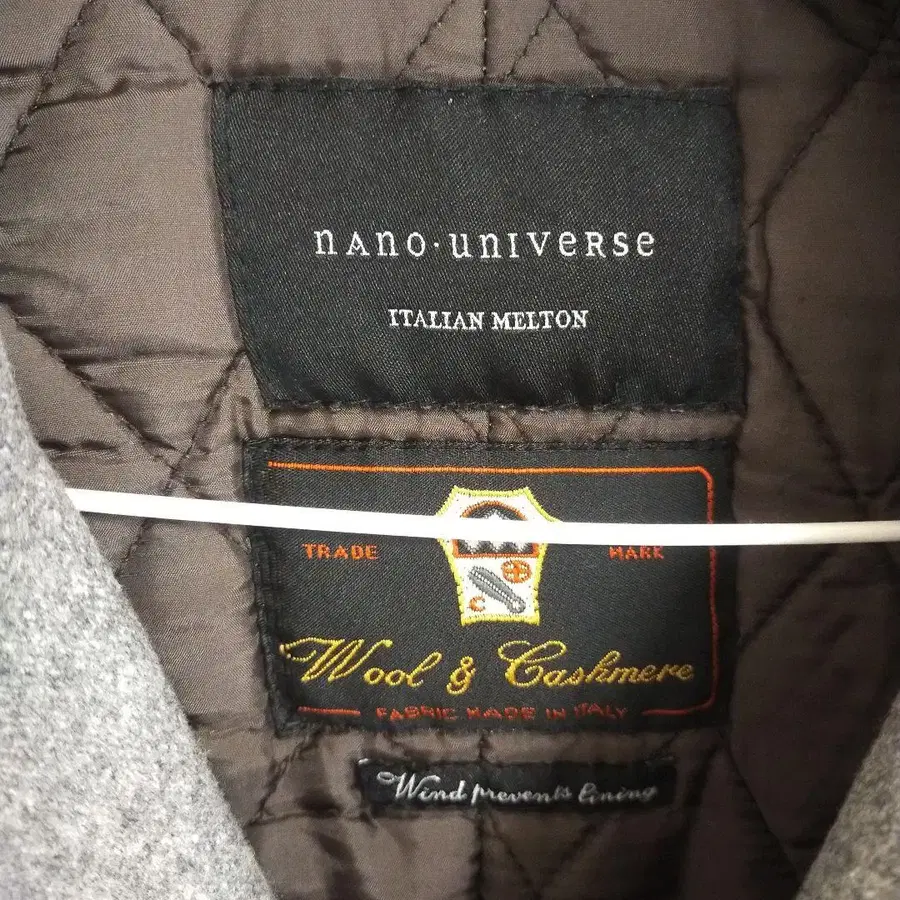 nAno·unIveRse
ITALIAN MELTON
TRADE MARK
C
Wool & Cashmere
FABRIC MADE IN ITALY
Wind prevents lining